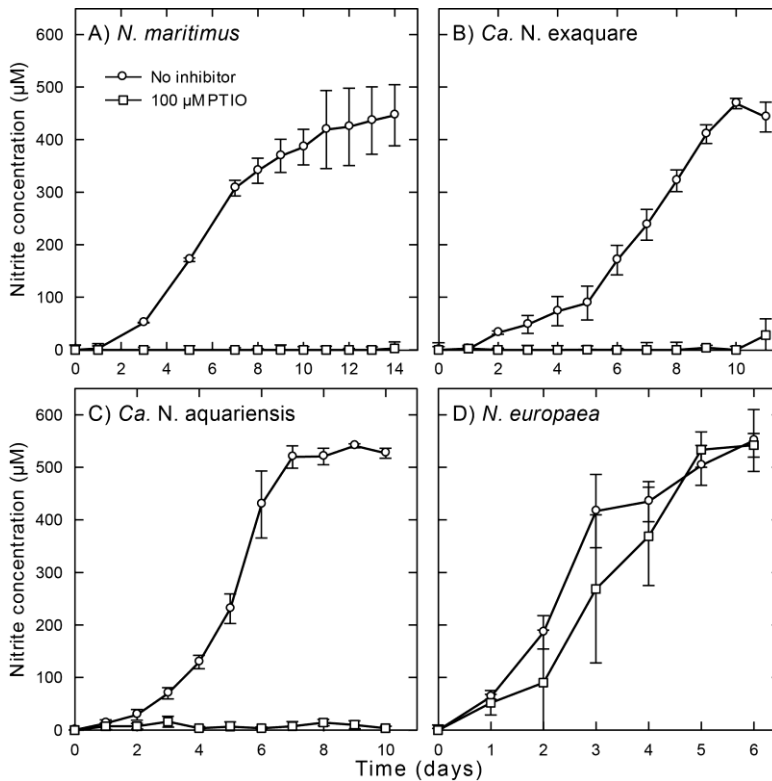 A) N. maritimus
No inhibitor
100 µM PTIO
Nitrite concentration (µM)
600
500
400
300
200
100
0
0 2 4 6 8 10 12 14
B) Ca. N. exaquare
0 2 4 6 8 10
C) Ca. N. aquariensis
Nitrite concentration (µM)
600
500
400
300
200
100
0
0 2 4 6 8 10
D) N. europaea
0 1 2 3 4 5 6
Time (days)